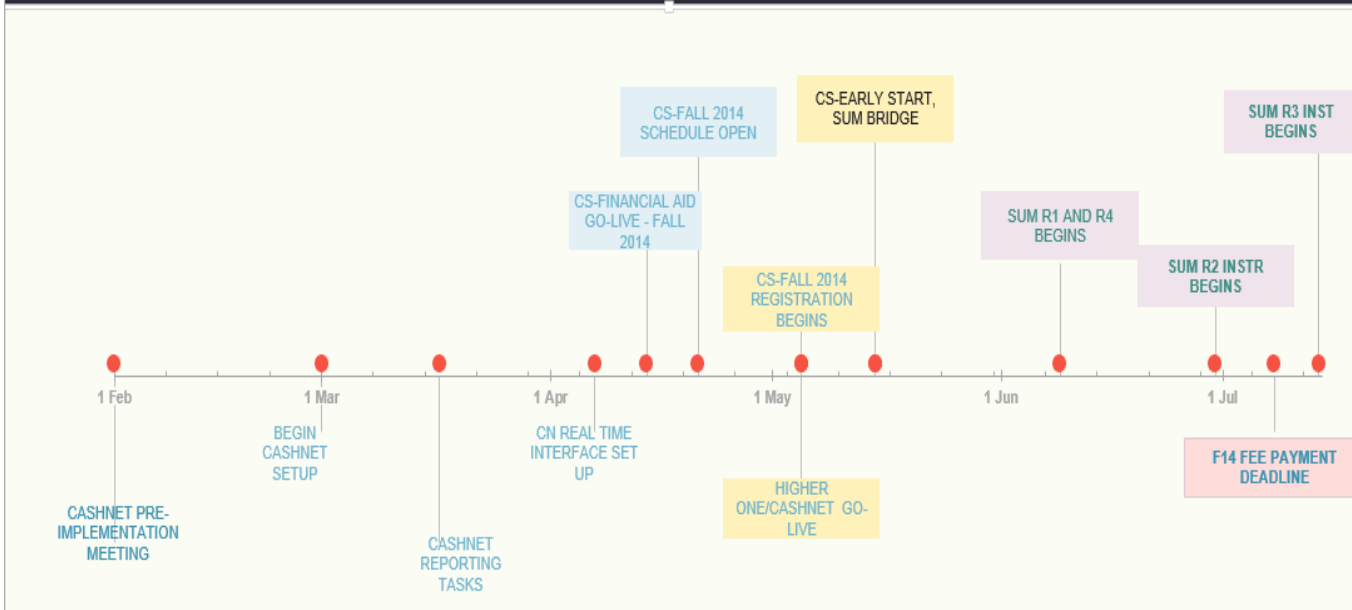 CS-EARLY START,
SUM BRIDGE
CS-FALL 2014
SCHEDULE OPEN
SUM R3 INST
BEGINS
CS-FINANCIAL AID
GO-LIVE - FALL
2014
SUM R1 AND R4
BEGINS
CS-FALL 2014
REGISTRATION
BEGINS
SUM R2 INSTR
BEGINS
1 Feb
1 Mar
1 Apr
1 May
1 Jun
1 Jul
BEGIN
CASHNET
SETUP
CN REAL TIME
INTERFACE SET
UP
F14 FEE PAYMENT
DEADLINE
HIGHER
ONE/CASHNET GO-
LIVE
CASHNET PRE-
IMPLEMENTATION
MEETING
CASHNET
REPORTING
TASKS